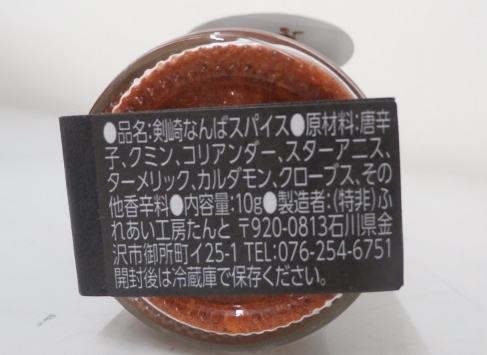 ●品名:剣崎なんばスパイス●原材料:唐辛
子、クミン、コリアンダー、スターアニス、
ターメリック、カルダモン、クローブス、その
他香辛料●内容量:10g●製造者:(特非)ふ
れあい工房たんと 〒920-0813石川県金
沢市御所町イ25-1 TEL:076-254-6751
開封後は冷蔵庫で保存ください。